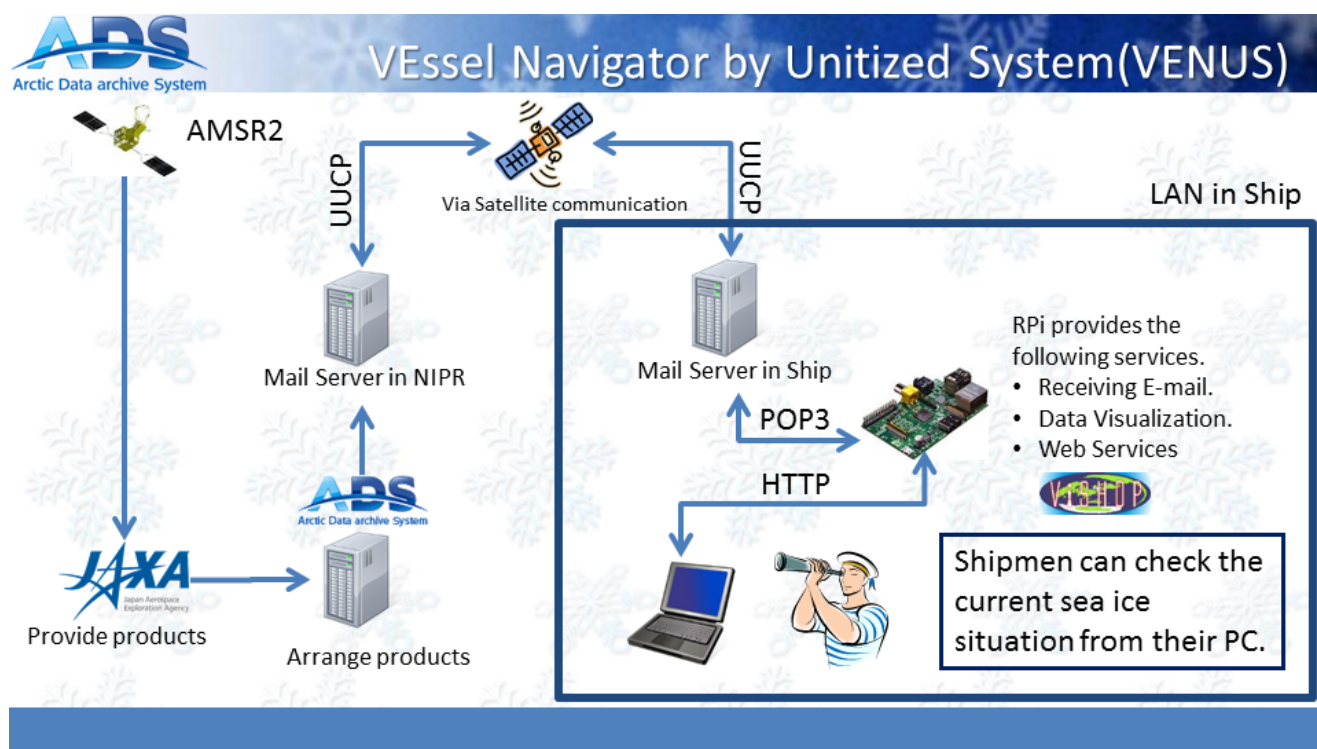 ADS
Arctic Data archive System
VEssel Navigator by Unitized System(VENUS)
AMSR2
UUCP
Via Satellite communication
UUCP
LAN in Ship
Mail Server in NIPR
Mail Server in Ship
RPi provides the
following services.
• Receiving E-mail.
• Data Visualization.
• Web Services
POP3
HTTP
VISHOP
ADS
Arctic Data archive System
JAXA
Japan Aerospace
Exploration Agency
Provide products
Arrange products
Shipmen can check the
current sea ice
situation from their PC.